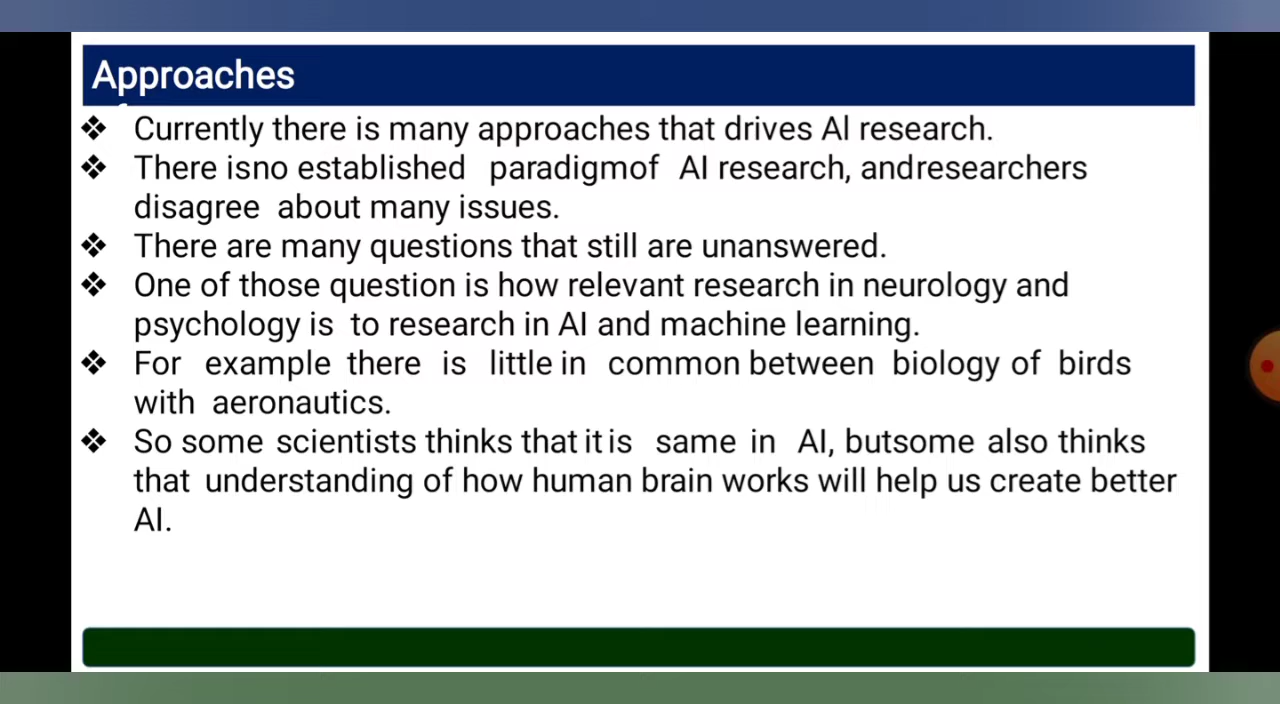 Approaches
❖ Currently there is many approaches that drives AI research.
❖ There isno established paradigmof AI research, andresearchers
disagree about many issues.
❖ There are many questions that still are unanswered.
❖ One of those question is how relevant research in neurology and
psychology is to research in AI and machine learning.
❖ For example there is little in common between biology of birds
with aeronautics.
❖ So some scientists thinks that it is same in AI, butsome also thinks
that understanding of how human brain works will help us create better
AI.